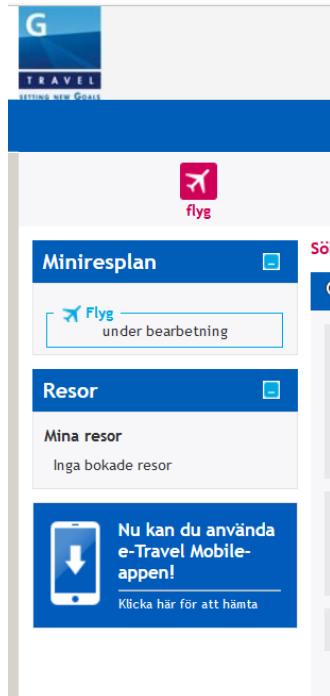 G
TRAVEL
SETTING NEW GOALS
flyg
Sö
Miniresplan
Flyg
under bearbetning
Resor
Mina resor
Inga bokade resor
Nu kan du använda
e-Travel Mobile-
appen!
Klicka här för att hämta